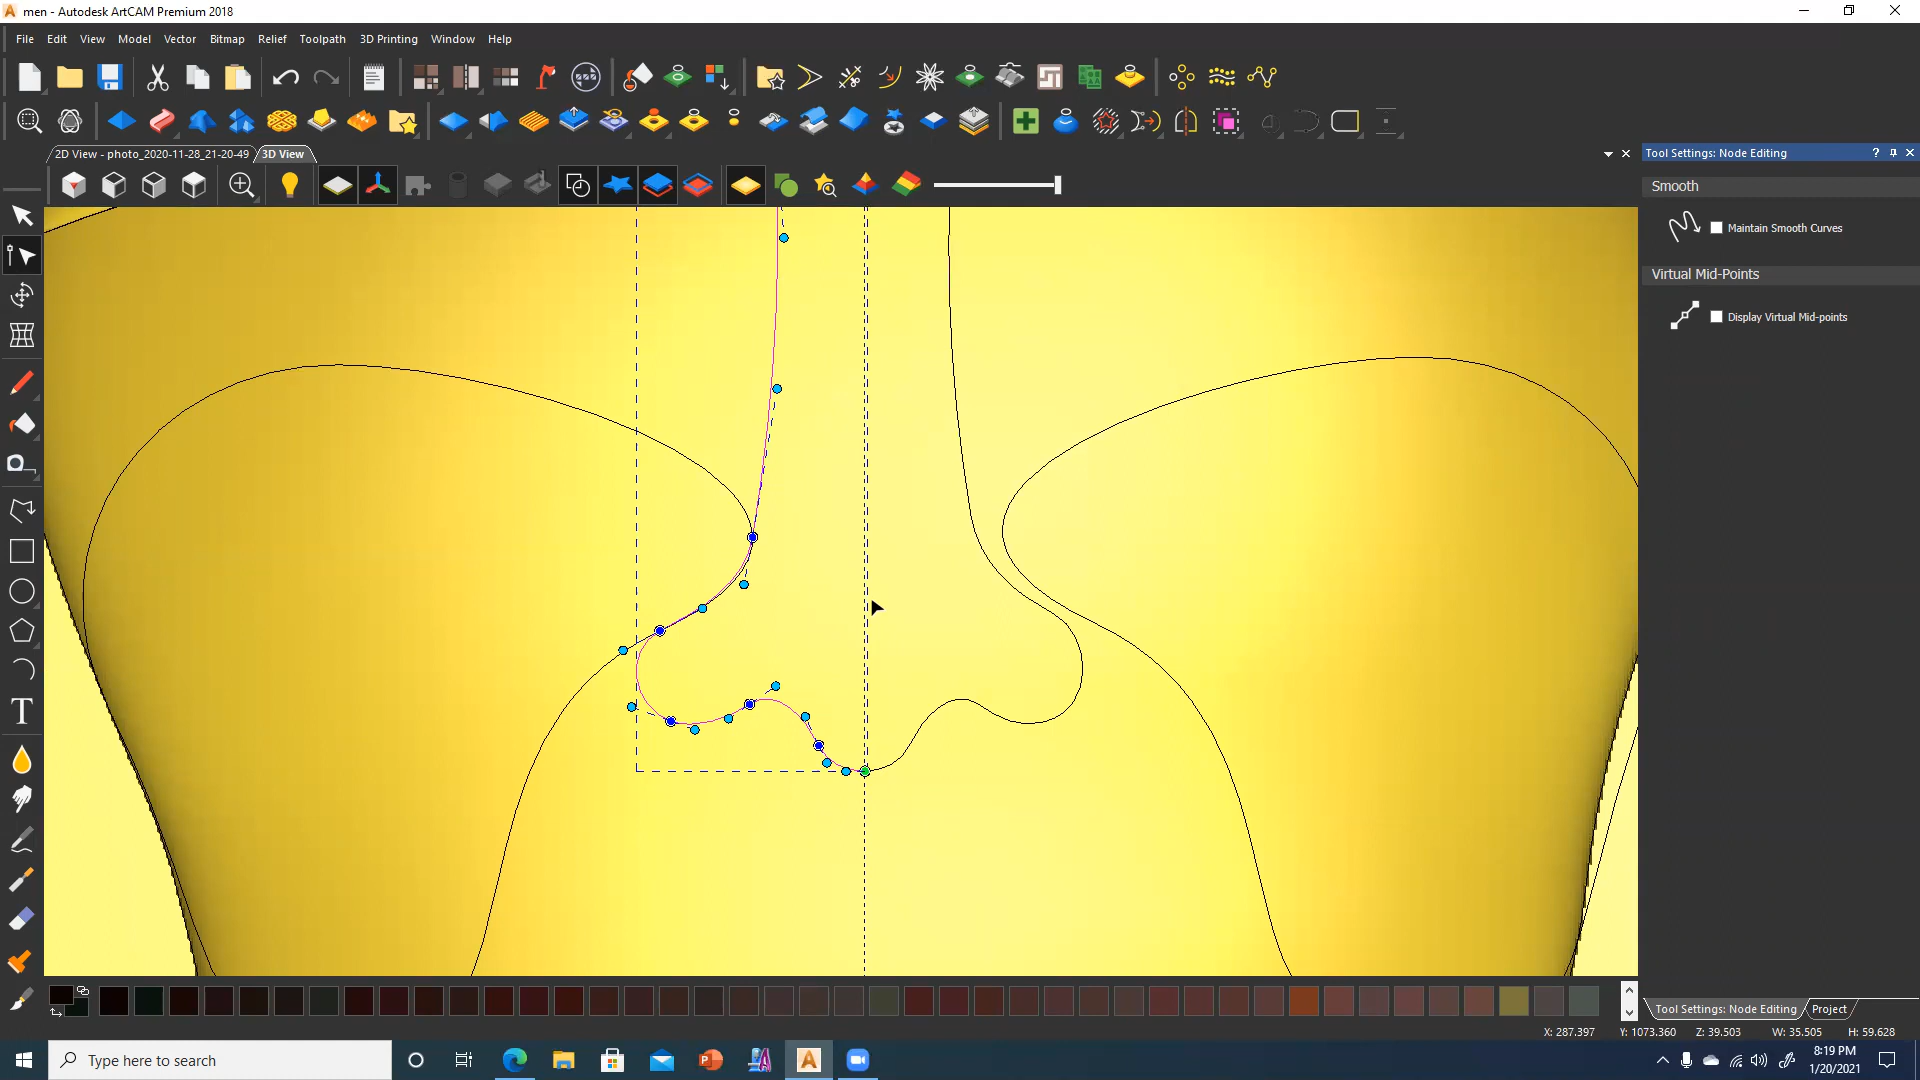 men - Autodesk ArtCAM Premium 2018
File Edit View Model Vector Bitmap Relief Toolpath 3D Printing Window Help
2D View - photo_2020-11-28_21-20-49 3D View
Tool Settings: Node Editing
Smooth
Maintain Smooth Curves
Virtual Mid-Points
Display Virtual Mid-points
Tool Settings: Node Editing Project
X: 287.397 Y: 1073.360 Z: 39.503 W: 35.505 H: 59.628
Type here to search
8:19 PM
1/20/2021